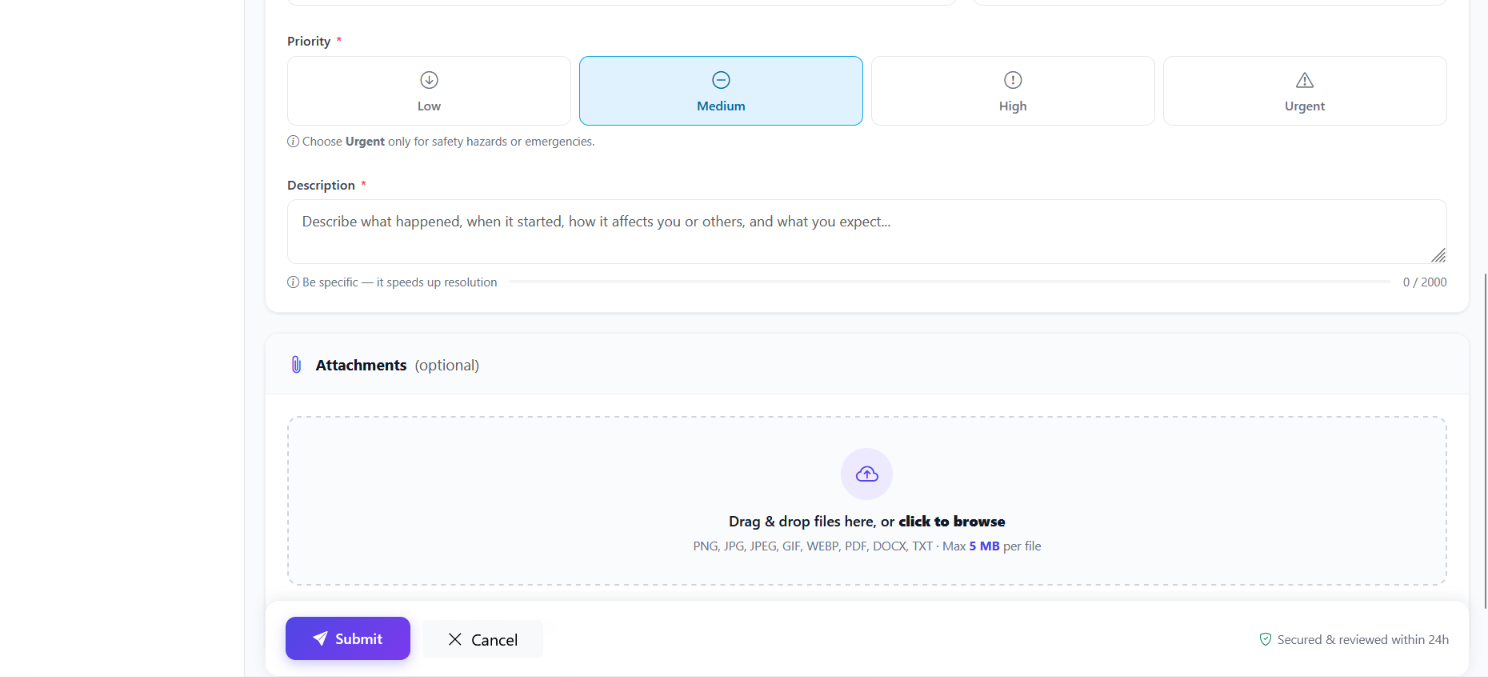 Priority *
Low
Medium
High
Urgent
Choose Urgent only for safety hazards or emergencies.
Description *
Describe what happened, when it started, how it affects you or others, and what you expect...
Be specific — it speeds up resolution
0 / 2000
Attachments (optional)
Drag & drop files here, or click to browse
PNG, JPG, JPEG, GIF, WEBP, PDF, DOCX, TXT · Max 5 MB per file
Submit
Cancel
Secured & reviewed within 24h